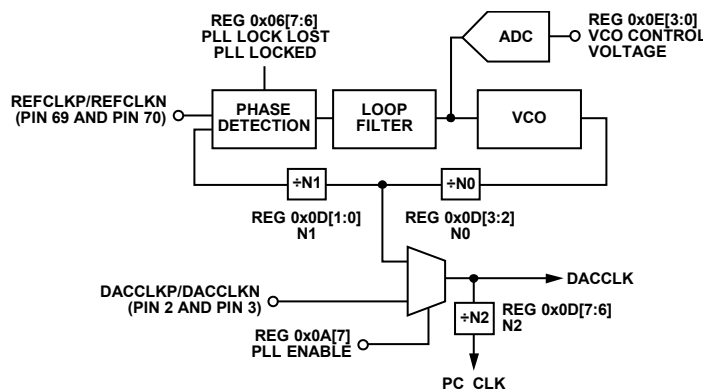 REG 0x06[7:6]
PLL LOCK LOST
PLL LOCKED
ADC
REG 0x0E[3:0]
VCO CONTROL
VOLTAGE
REFCLKP/REFCLKN
(PIN 69 AND PIN 70)
PHASE
DETECTION
LOOP
FILTER
VCO
÷N1
÷N0
REG 0x0D[1:0]
N1
REG 0x0D[3:2]
N0
DACCLKP/DACCLKN
(PIN 2 AND PIN 3)
DACCLK
÷N2
REG 0x0D[7:6]
N2
REG 0x0A[7]
PLL ENABLE
PC_CLK